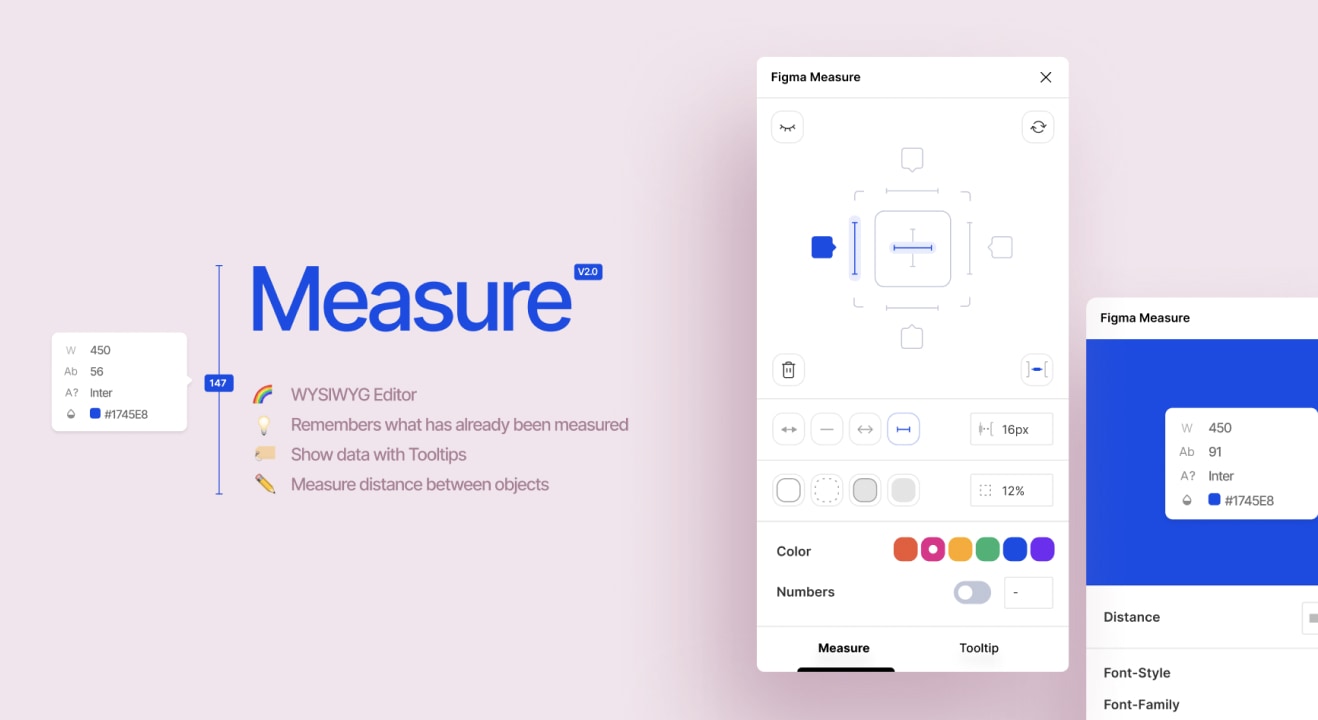 Measure
V2.0
W 450
Ab 56
A? Inter
#1745E8
147
WYSIWYG Editor
Remembers what has already been measured
Show data with Tooltips
Measure distance between objects
Figma Measure
16px
12%
Color
Numbers
-
Measure
Tooltip
Figma Measure
W 450
Ab 91
A? Inter
#1745E8
Distance
Font-Style
Font-Family